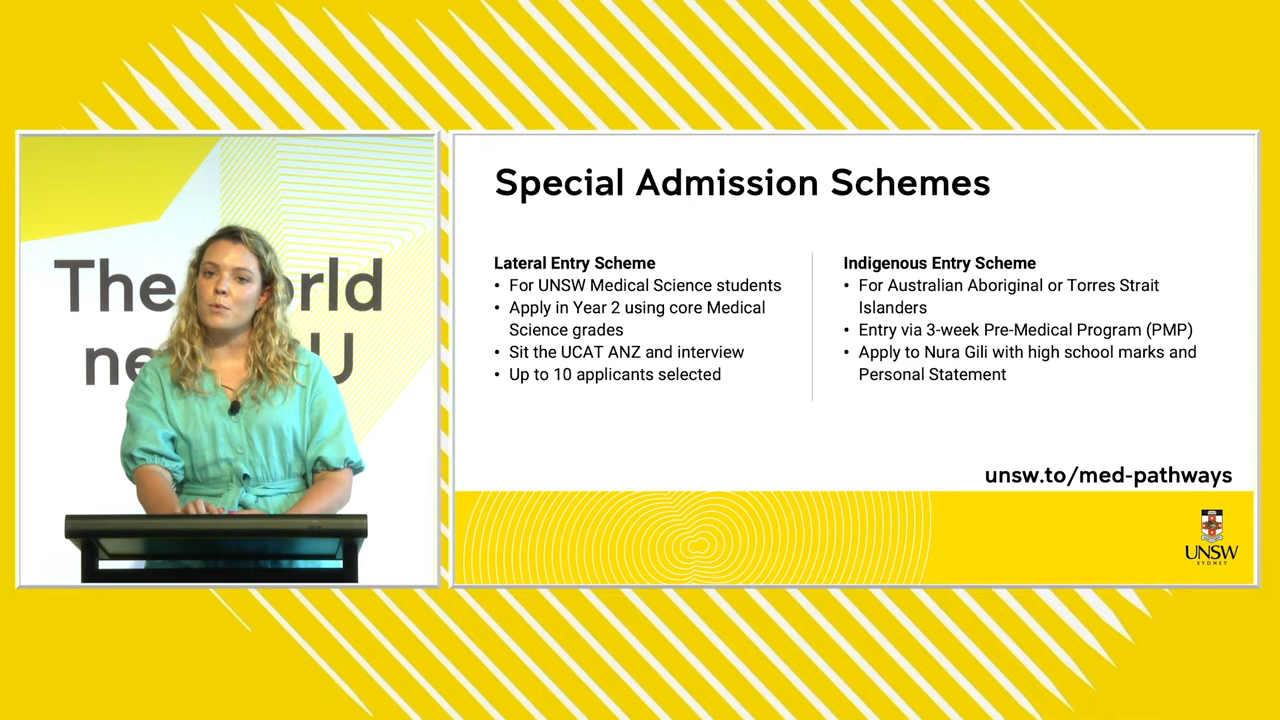 The
rld
ne
U
Special Admission Schemes
Lateral Entry Scheme
• For UNSW Medical Science students
• Apply in Year 2 using core Medical
Science grades
• Sit the UCAT ANZ and interview
• Up to 10 applicants selected
Indigenous Entry Scheme
• For Australian Aboriginal or Torres Strait
Islanders
• Entry via 3-week Pre-Medical Program (PMP)
• Apply to Nura Gili with high school marks and
Personal Statement
unsw.to/med-pathways
UNSW
SYDNEY